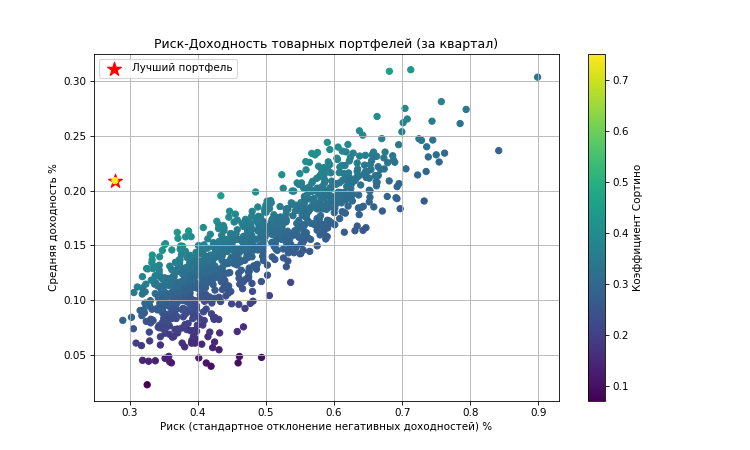 Риск-Доходность товарных портфелей (за квартал)
Лучший портфель
Средняя доходность %
0.30
0.25
0.20
0.15
0.10
0.05
0.3 0.4 0.5 0.6 0.7 0.8 0.9
Риск (стандартное отклонение негативных доходностей) %
0.7
0.6
0.5
0.4
0.3
0.2
0.1
Коэффициент Сортино